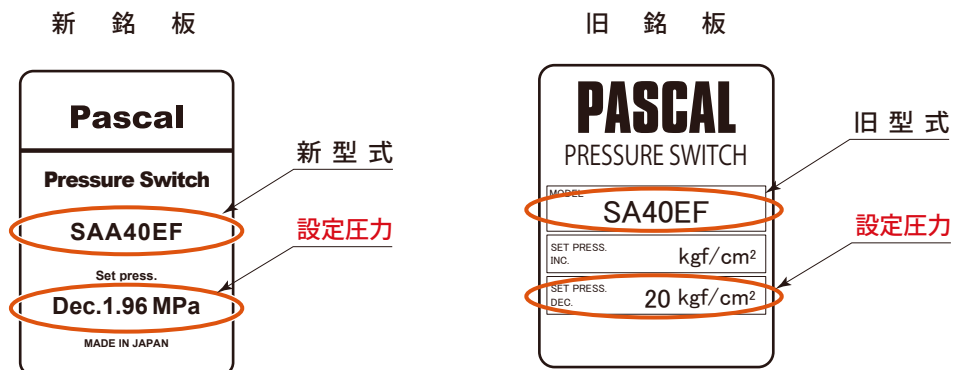 新銘板
Pascal
Pressure Switch
SAA40EF
Set press.
Dec.1.96 MPa
MADE IN JAPAN
新型式
設定圧力
旧銘板
PASCAL
PRESSURE SWITCH
MODEL
SA40EF
SET PRESS.
INC.
kgf/cm²
SET PRESS.
DEC.
20 kgf/cm²
旧型式
設定圧力